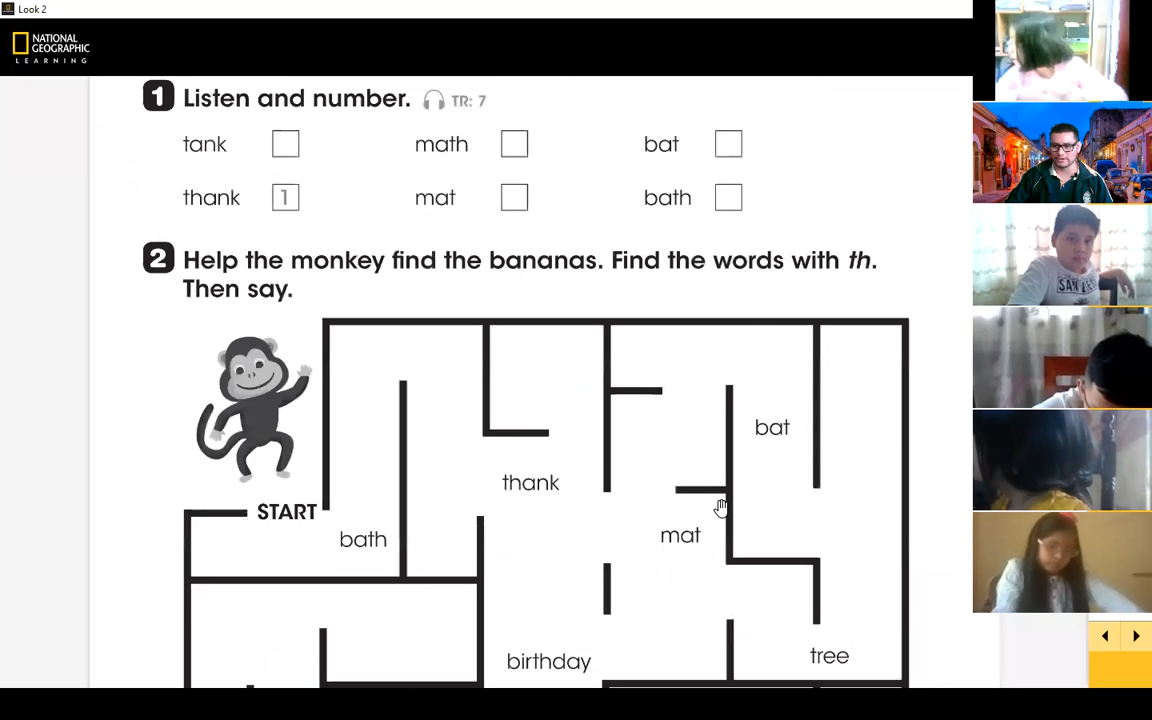 Look 2
NATIONAL
GEOGRAPHIC
LEARNING
1 Listen and number. TR: 7
tank math bat
thank 1 mat bath
2 Help the monkey find the bananas. Find the words with th.
Then say.
bat
thank
START
mat
bath
tree
birthday